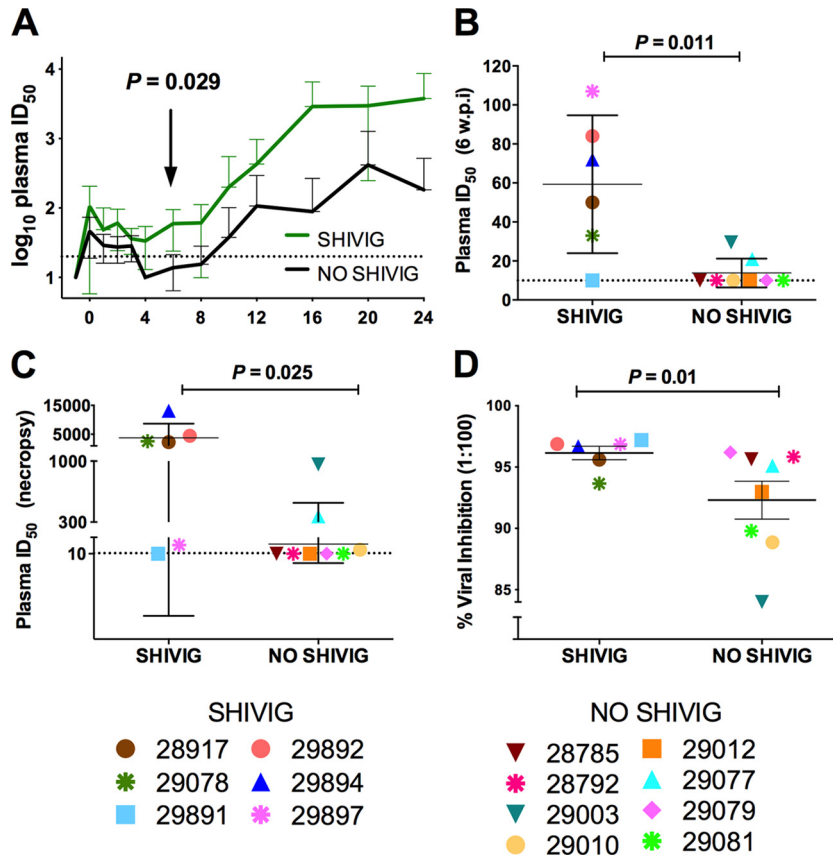 A
P = 0.029
log10 plasma ID50
4
3
2
1
SHIVIG
NO SHIVIG
0 4 8 12 16 20 24
B
P = 0.011
Plasma ID50 (6 w.p.i)
120
100
80
60
40
20
0
SHIVIG NO SHIVIG
C
P = 0.025
Plasma ID50 (necropsy)
15000
5000
1000
300
10
SHIVIG NO SHIVIG
D
P = 0.01
% Viral Inhibition (1:100)
100
95
90
85
SHIVIG NO SHIVIG
SHIVIG
28917 29892
29078 29894
29891 29897
NO SHIVIG
28785 29012
28792 29077
29003 29079
29010 29081